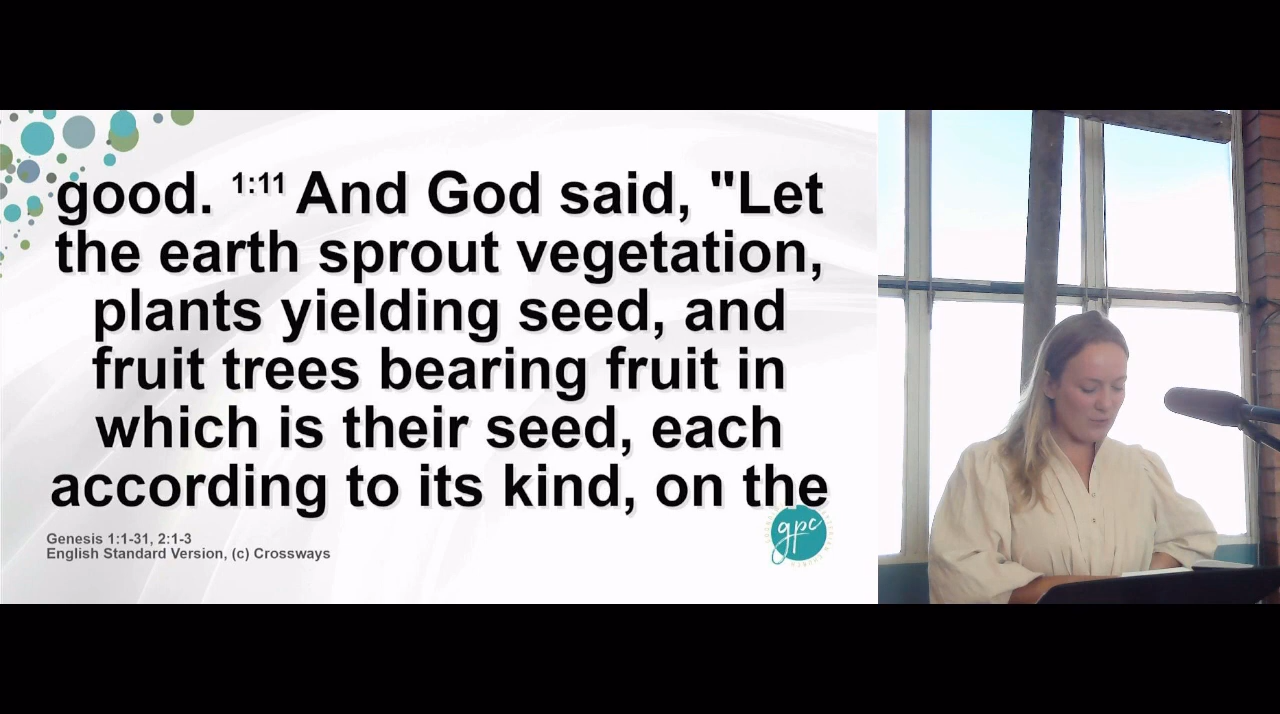 good. 1:11 And God said, "Let
the earth sprout vegetation,
plants yielding seed, and
fruit trees bearing fruit in
which is their seed, each
according to its kind, on the
Genesis 1:1-31, 2:1-3
English Standard Version, (c) Crossways
gpc